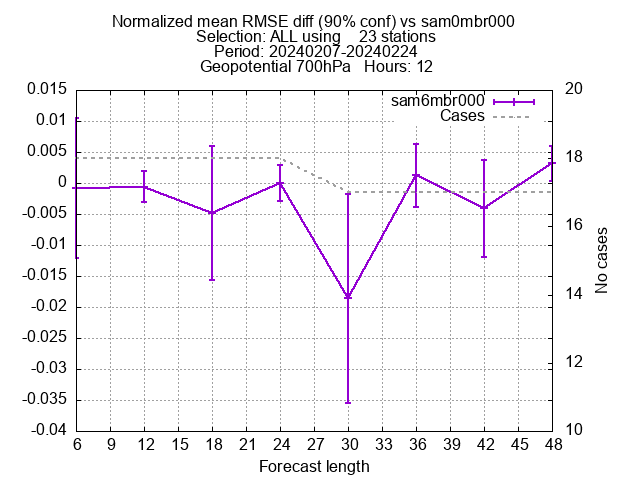 Normalized mean RMSE diff (90% conf) vs sam0mbr000
Selection: ALL using    23 stations
Period: 20240207-20240224
Geopotential 700hPa   Hours: 12
sam6mbr000
Cases
0.015
0.01
0.005
0
-0.005
-0.01
-0.015
-0.02
-0.025
-0.03
-0.035
-0.04
20
18
16
14
12
10
No cases
6 9 12 15 18 21 24 27 30 33 36 39 42 45 48
Forecast length